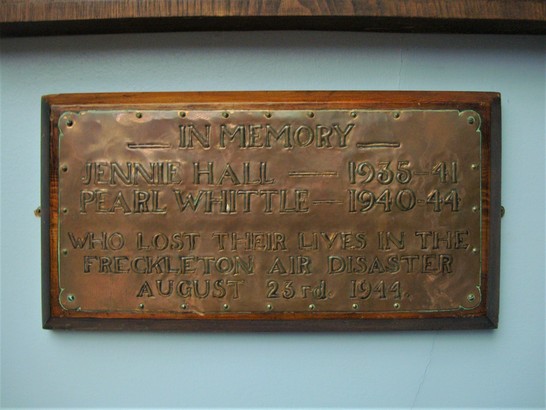 IN MEMORY
JENNIE HALL — 1935-41
PEARL WHITTLE — 1940-44
WHO LOST THEIR LIVES IN THE
FRECKLETON AIR DISASTER
AUGUST 23rd. 1944.